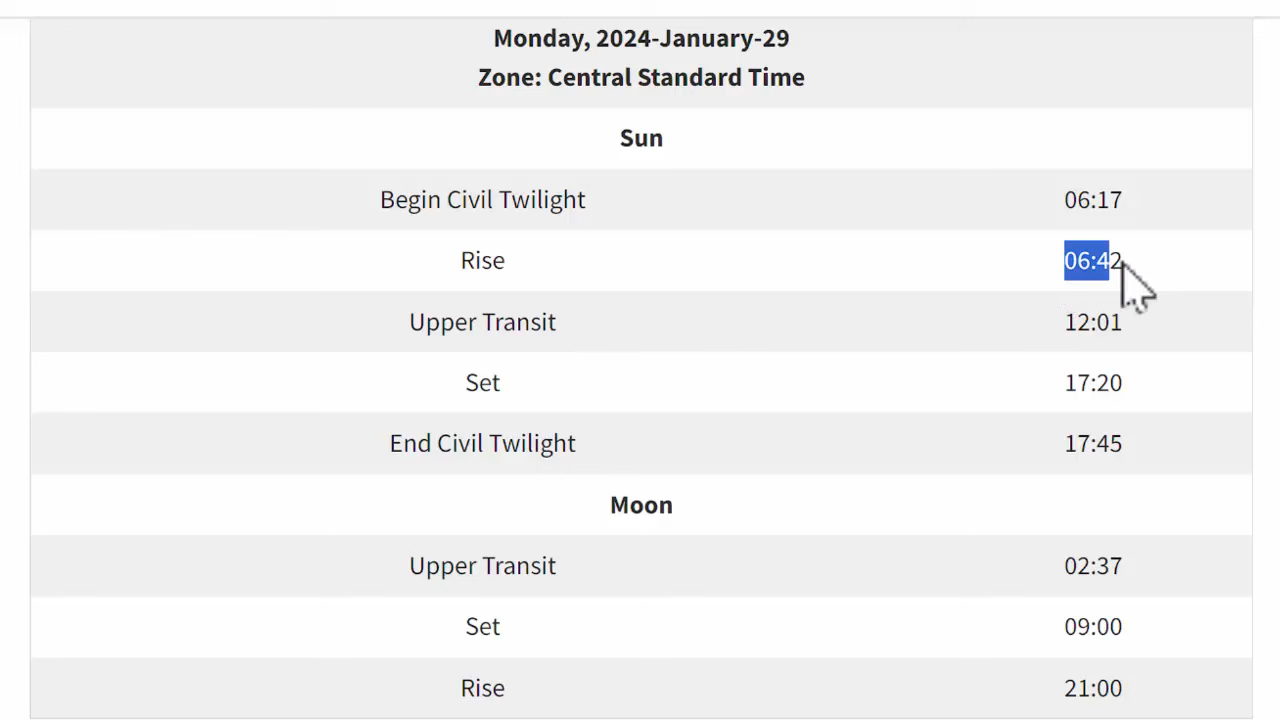 Monday, 2024-January-29
Zone: Central Standard Time
Sun
Begin Civil Twilight 06:17
Rise 06:42
Upper Transit 12:01
Set 17:20
End Civil Twilight 17:45
Moon
Upper Transit 02:37
Set 09:00
Rise 21:00